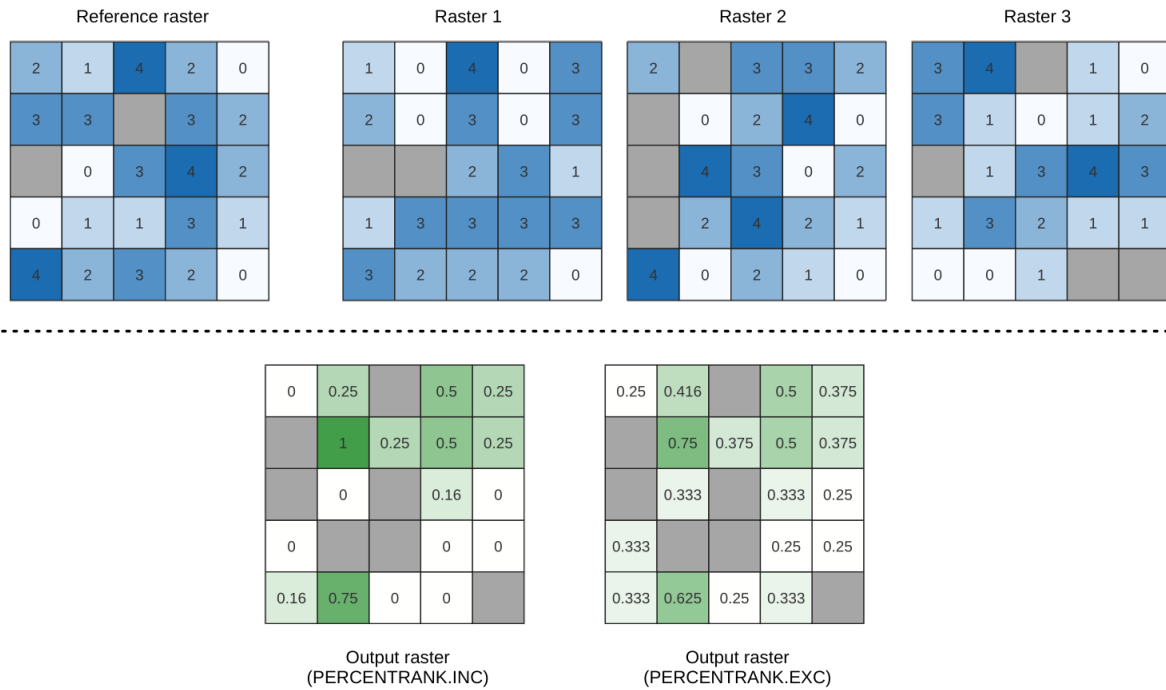 Reference raster Raster 1 Raster 2 Raster 3
2 1 4 2 0 1 0 4 0 3 2 3 3 2 3 4 1 0
3 3 3 2 2 0 3 0 3 0 2 4 0 3 1 0 1 2
0 3 4 2 2 3 1 4 3 0 2 1 3 4 3
0 1 1 3 1 1 3 3 3 3 2 4 2 1 1 3 2 1 1
4 2 3 2 0 3 2 2 2 0 4 0 2 1 0 0 0 1
0 0.25 0.5 0.25 0.25 0.416 0.5 0.375
1 0.25 0.5 0.25 0.75 0.375 0.5 0.375
0 0.16 0 0.333 0.333 0.25
0 0 0 0.333 0.25 0.25
0.16 0.75 0 0 0.333 0.625 0.25 0.333
Output raster Output raster
(PERCENTRANK.INC) (PERCENTRANK.EXC)